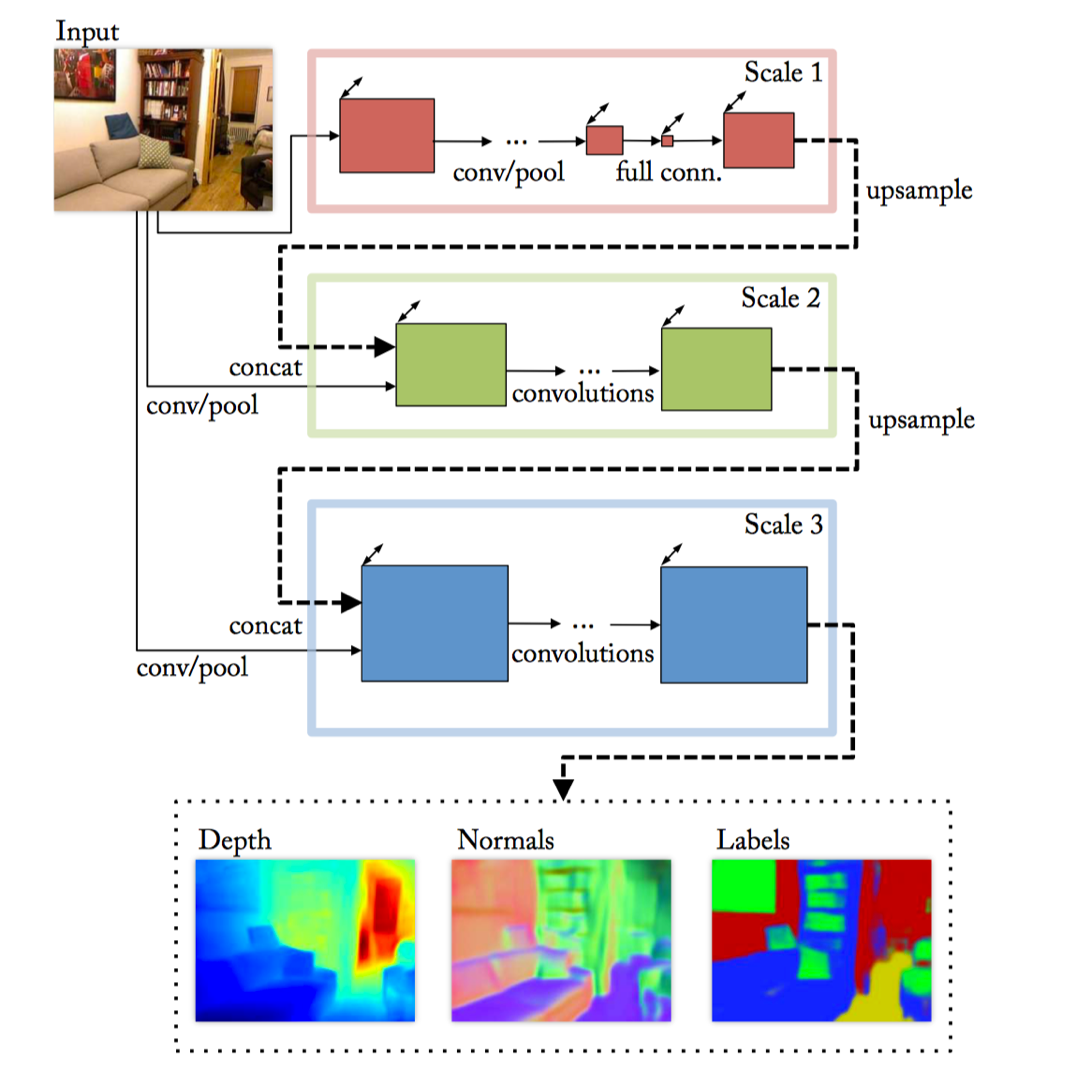 Input
Scale 1
...
conv/pool
full conn.
upsample
Scale 2
concat
...
convolutions
conv/pool
upsample
Scale 3
concat
...
convolutions
conv/pool
Depth
Normals
Labels